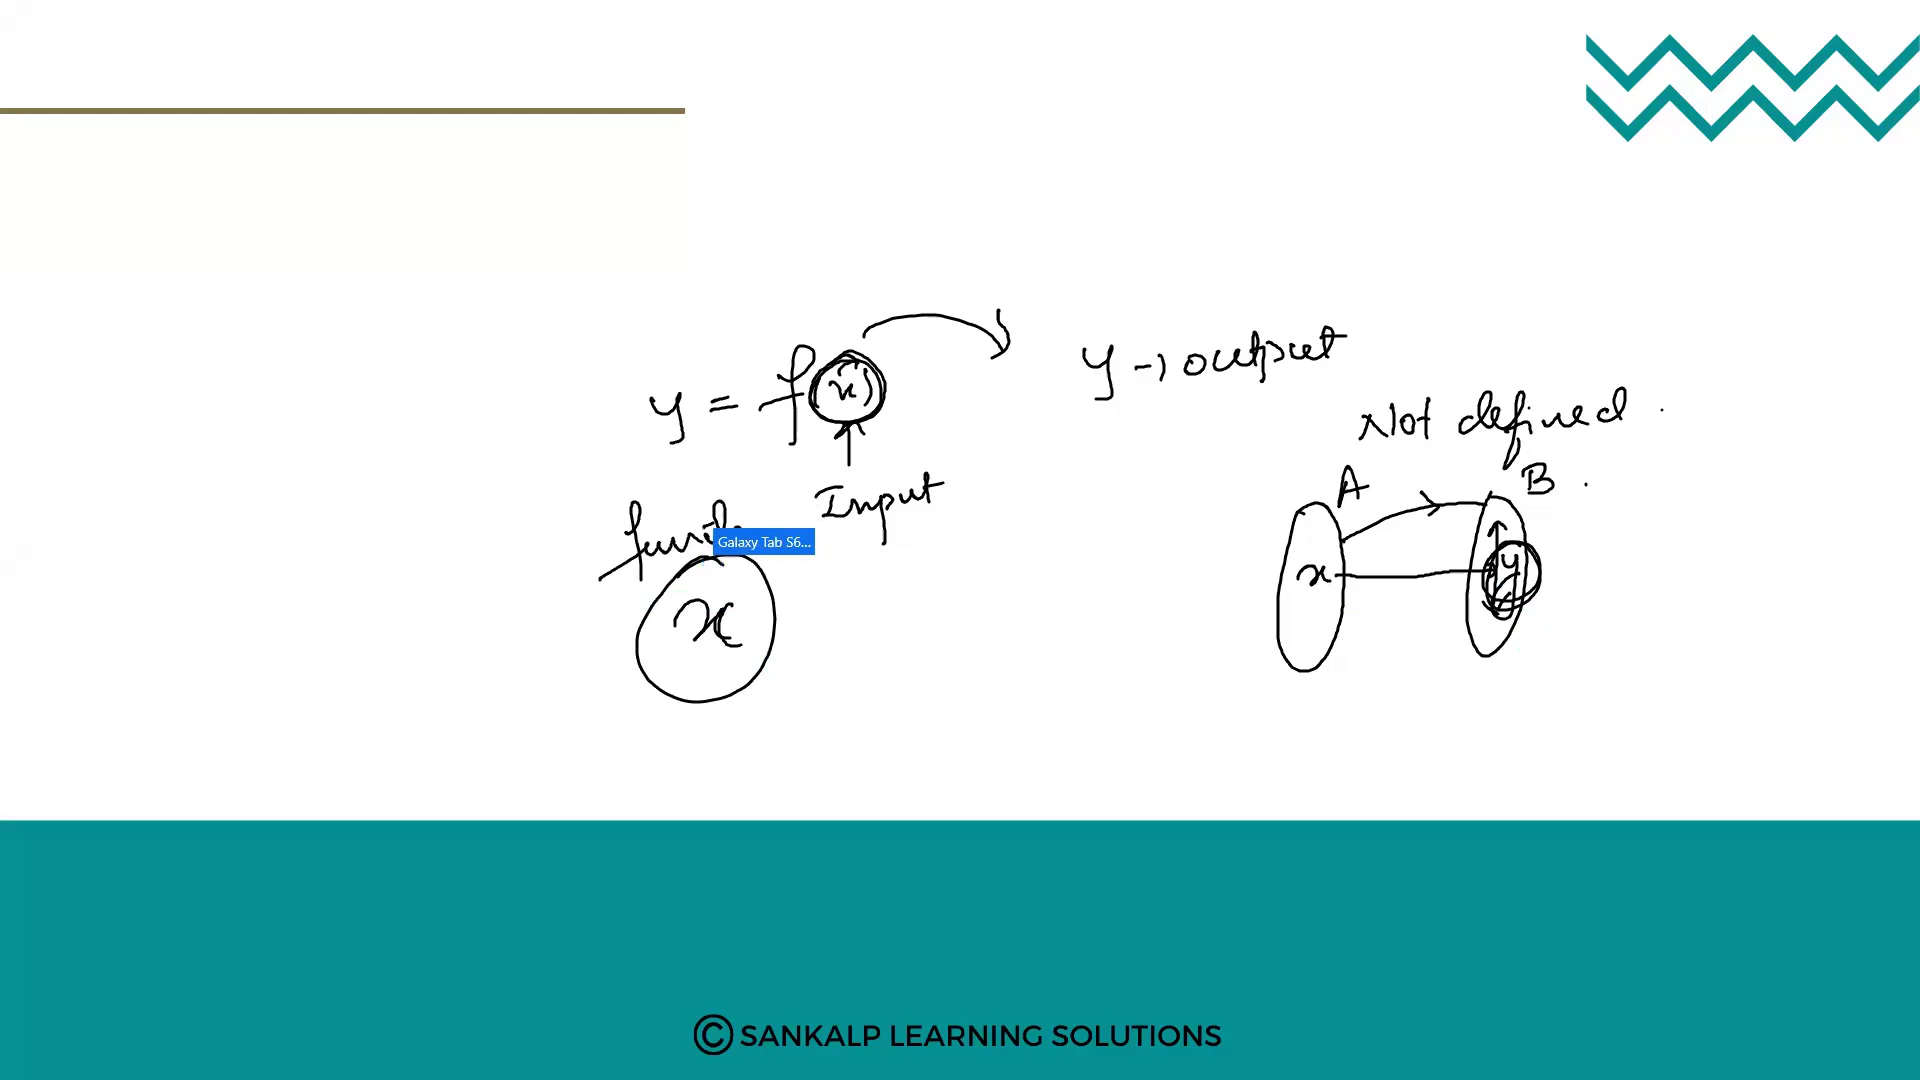 y = f(x)
y → output
Not defined.
Input
A
B.
x
y
Galaxy Tab S6...
x
© SANKALP LEARNING SOLUTIONS